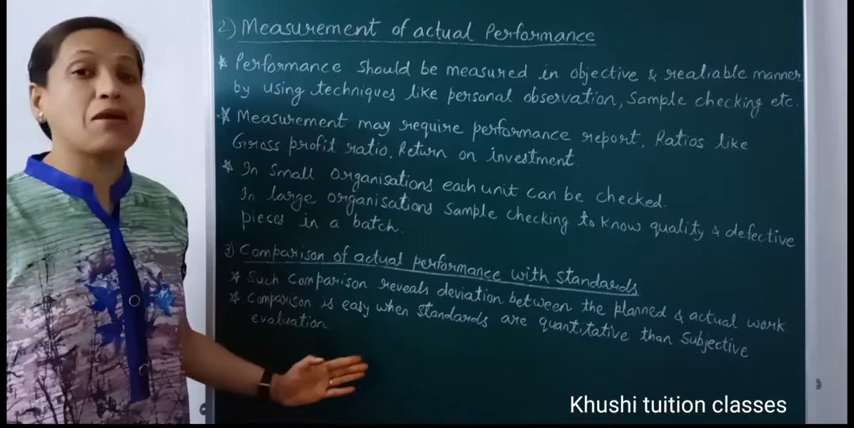 2) Measurement of actual Performance
* Performance should be measured in objective & realiable manner
by using techniques like personal observation, Sample checking etc.
* Measurement may require performance report, Ratios like
Gross profit ratio, Return on investment
* In small organisations each unit can be checked.
In large organisations Sample checking to know quality & defective
pieces in a batch.
3) Comparison of actual performance with standards
* Such Comparison reveals deviation between the planned & actual work
* Comparison is easy when standards are quantitative than Subjective
evaluation.
Khushi tuition classes